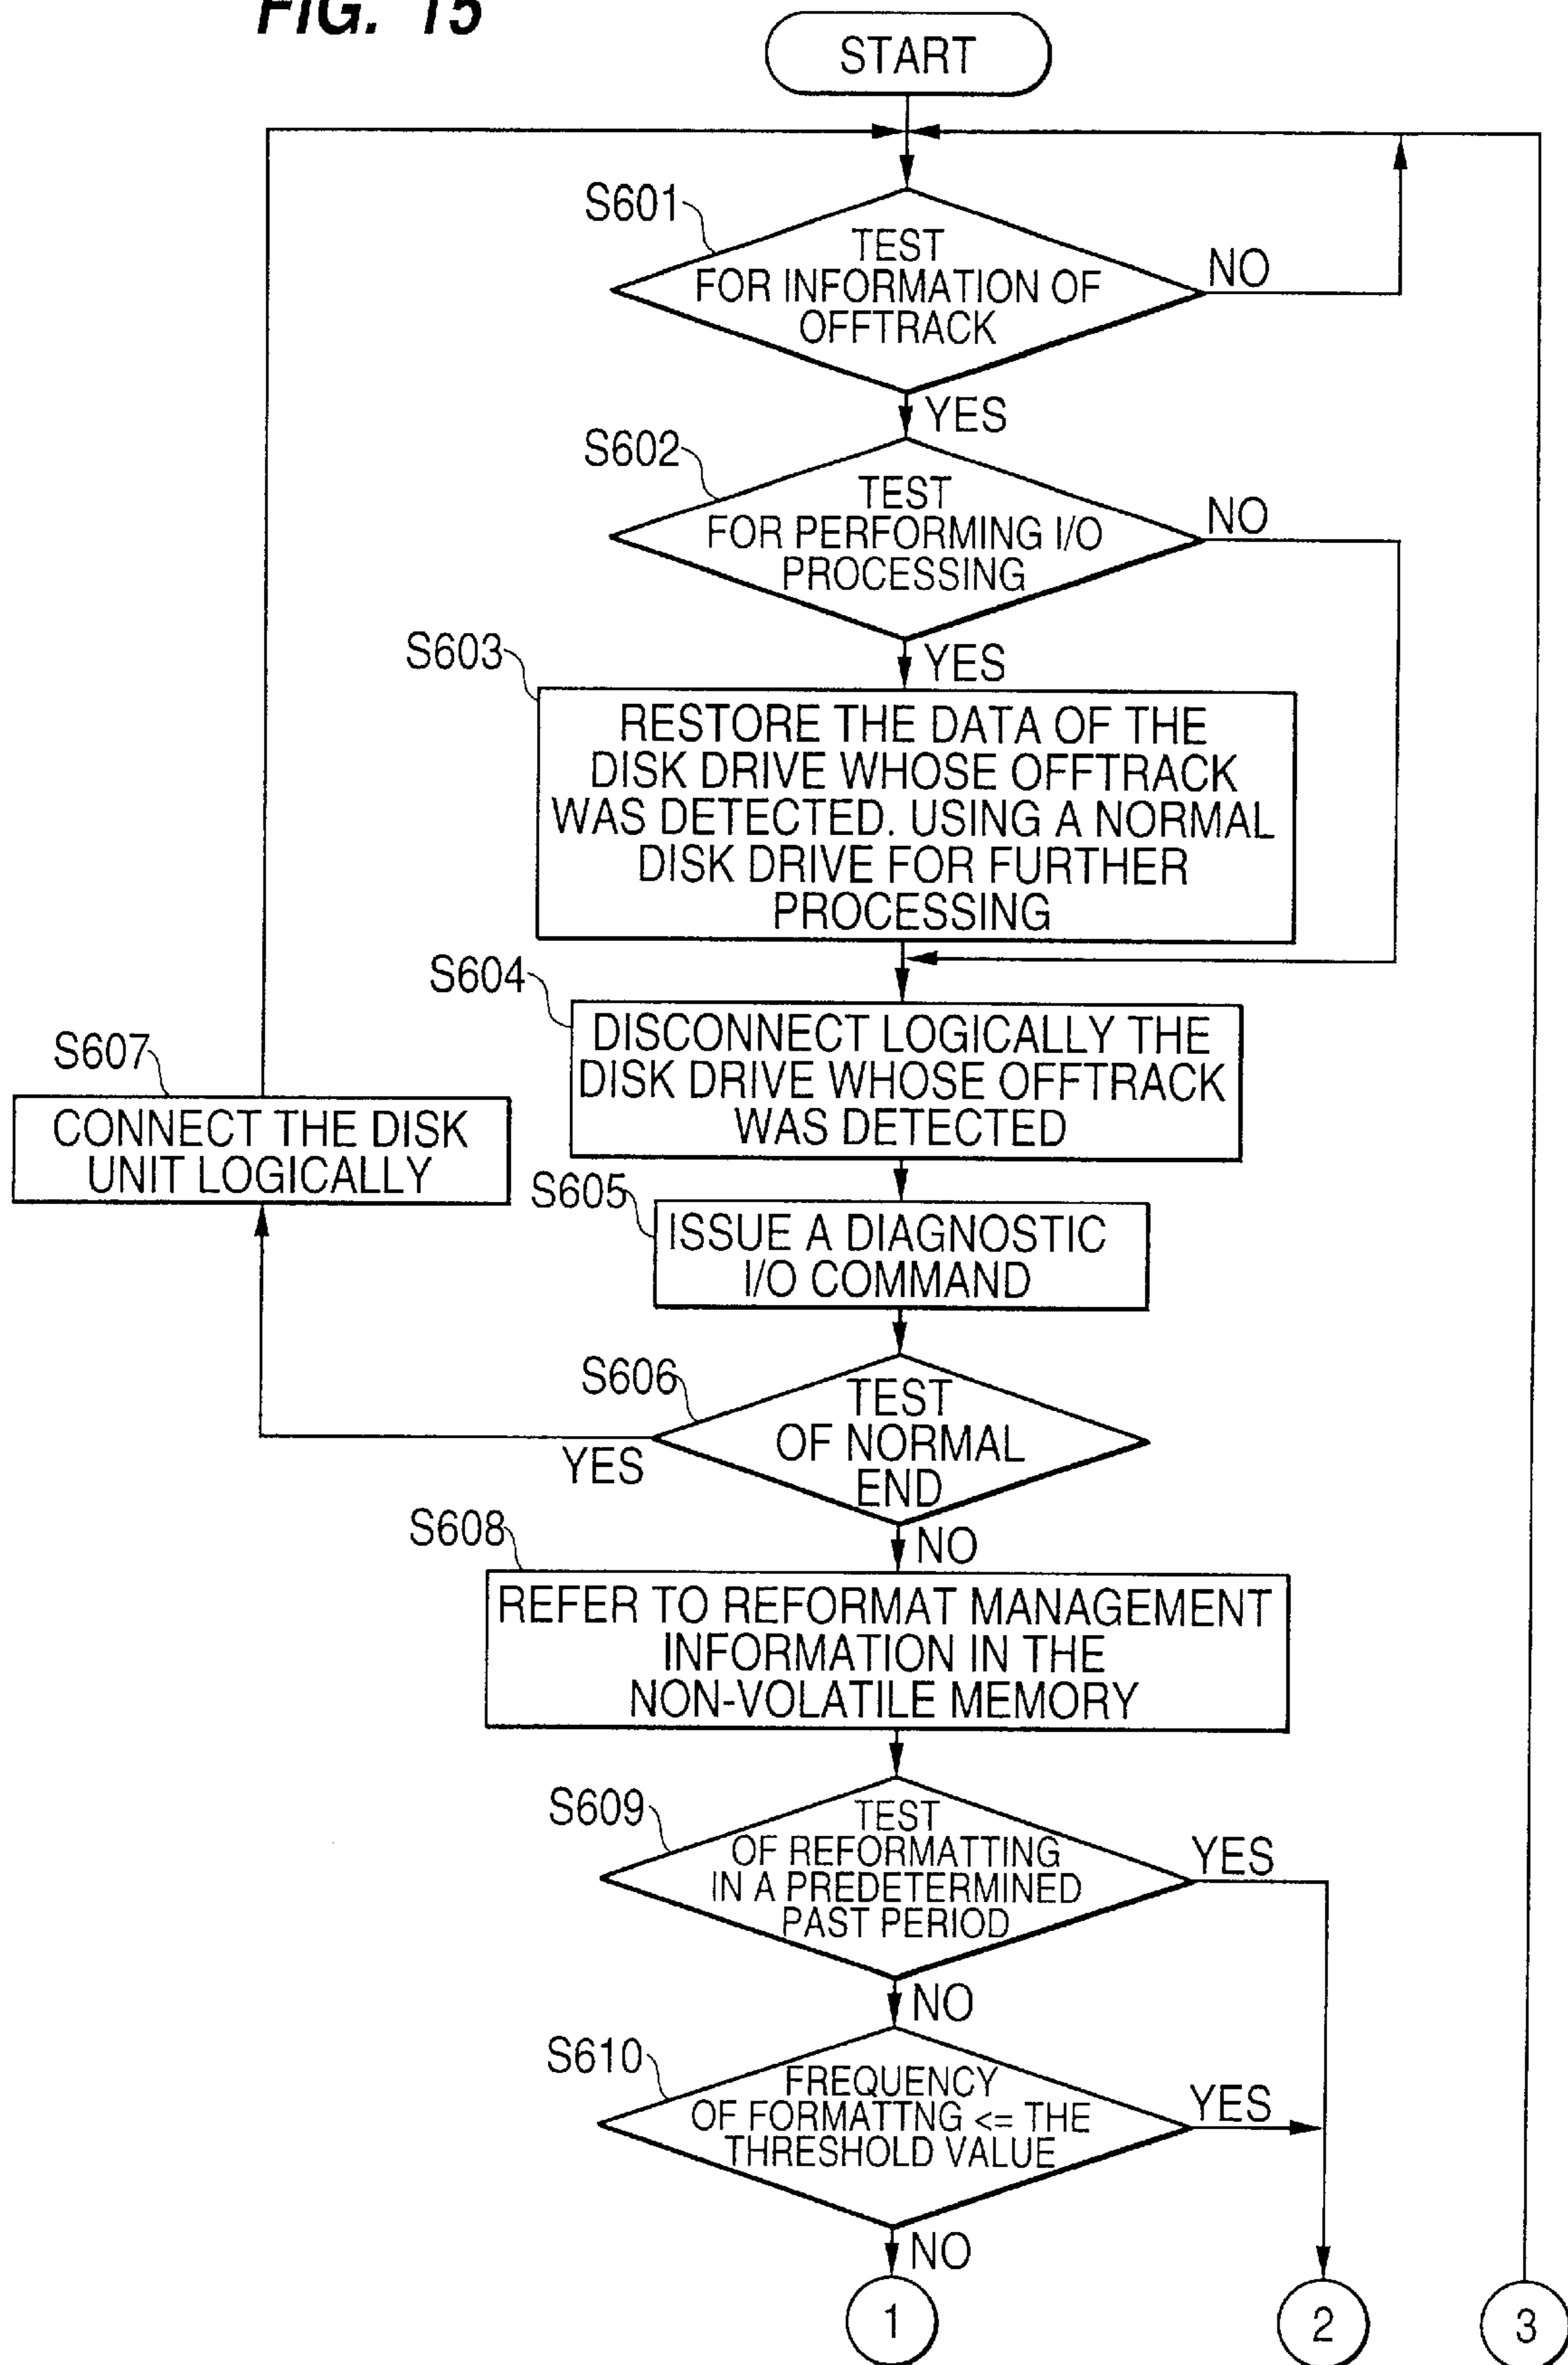 FIG. 15
START
S601
TEST
FOR INFORMATION OF
OFFTRACK
NO
YES
S602
TEST
FOR PERFORMING I/O
PROCESSING
NO
YES
S603
RESTORE THE DATA OF THE
DISK DRIVE WHOSE OFFTRACK
WAS DETECTED. USING A NORMAL
DISK DRIVE FOR FURTHER
PROCESSING
S604
DISCONNECT LOGICALLY THE
DISK DRIVE WHOSE OFFTRACK
WAS DETECTED
S607
CONNECT THE DISK
UNIT LOGICALLY
S605
ISSUE A DIAGNOSTIC
I/O COMMAND
S606
TEST
OF NORMAL
END
YES
NO
S608
REFER TO REFORMAT MANAGEMENT
INFORMATION IN THE
NON-VOLATILE MEMORY
S609
TEST
OF REFORMATTING
IN A PREDETERMINED
PAST PERIOD
YES
NO
S610
FREQUENCY
OF FORMATTNG <= THE
THRESHOLD VALUE
YES
NO
1
2
3